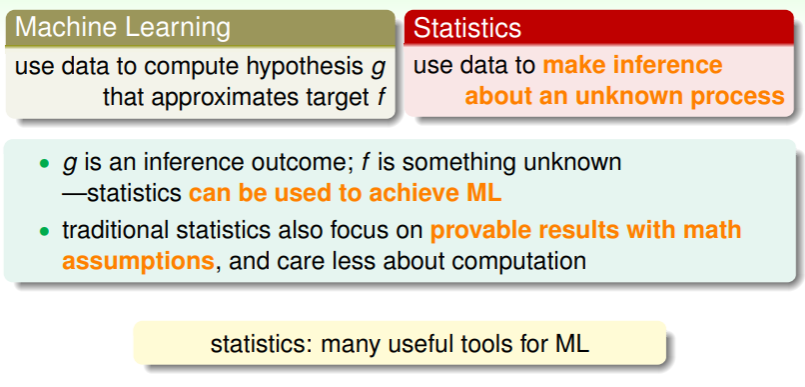 Machine Learning
use data to compute hypothesis g
that approximates target f
Statistics
use data to make inference
about an unknown process
• g is an inference outcome; f is something unknown
—statistics can be used to achieve ML
• traditional statistics also focus on provable results with math
assumptions, and care less about computation
statistics: many useful tools for ML